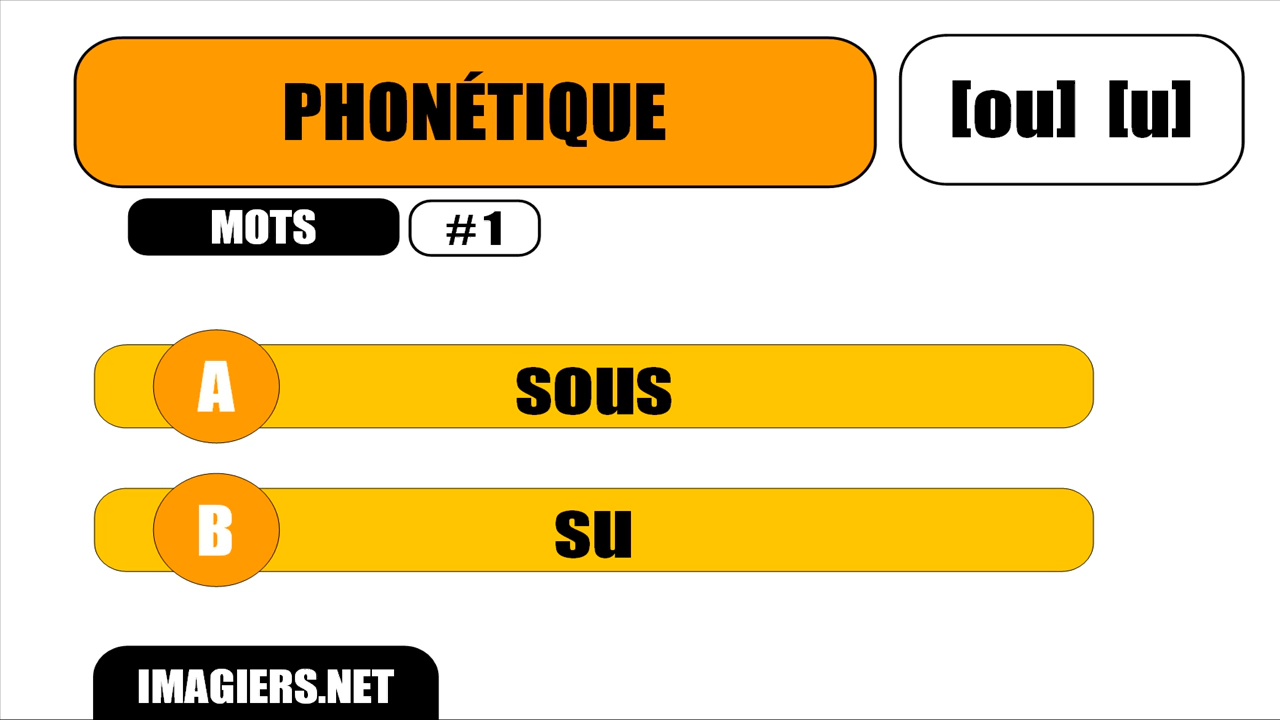 PHONÉTIQUE
[ou] [u]
MOTS #1
A sous
B su
IMAGIERS.NET